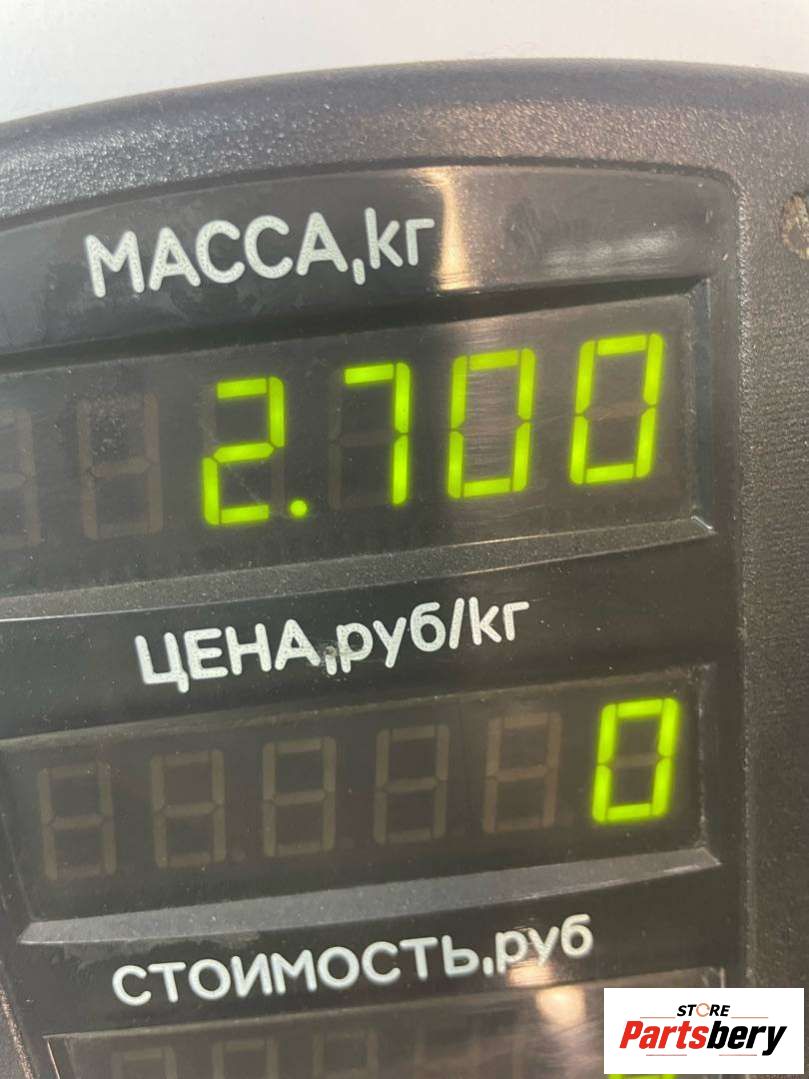 МАССА,кг
2.700
ЦЕНА,руб/кг
0
СТОИМОСТЬ,руб
STORE
Partsbery